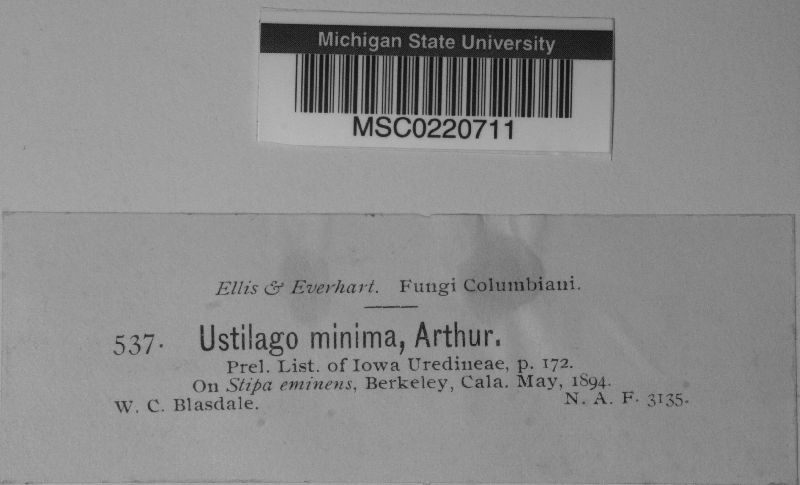 Michigan State University
MSC0220711
Ellis & Everhart. Fungi Columbiani.
537. Ustilago minima, Arthur.
Prel. List. of Iowa Uredineae, p. 172.
On Stipa eminens, Berkeley, Cala. May, 1894.
W. C. Blasdale. N. A. F. 3135.